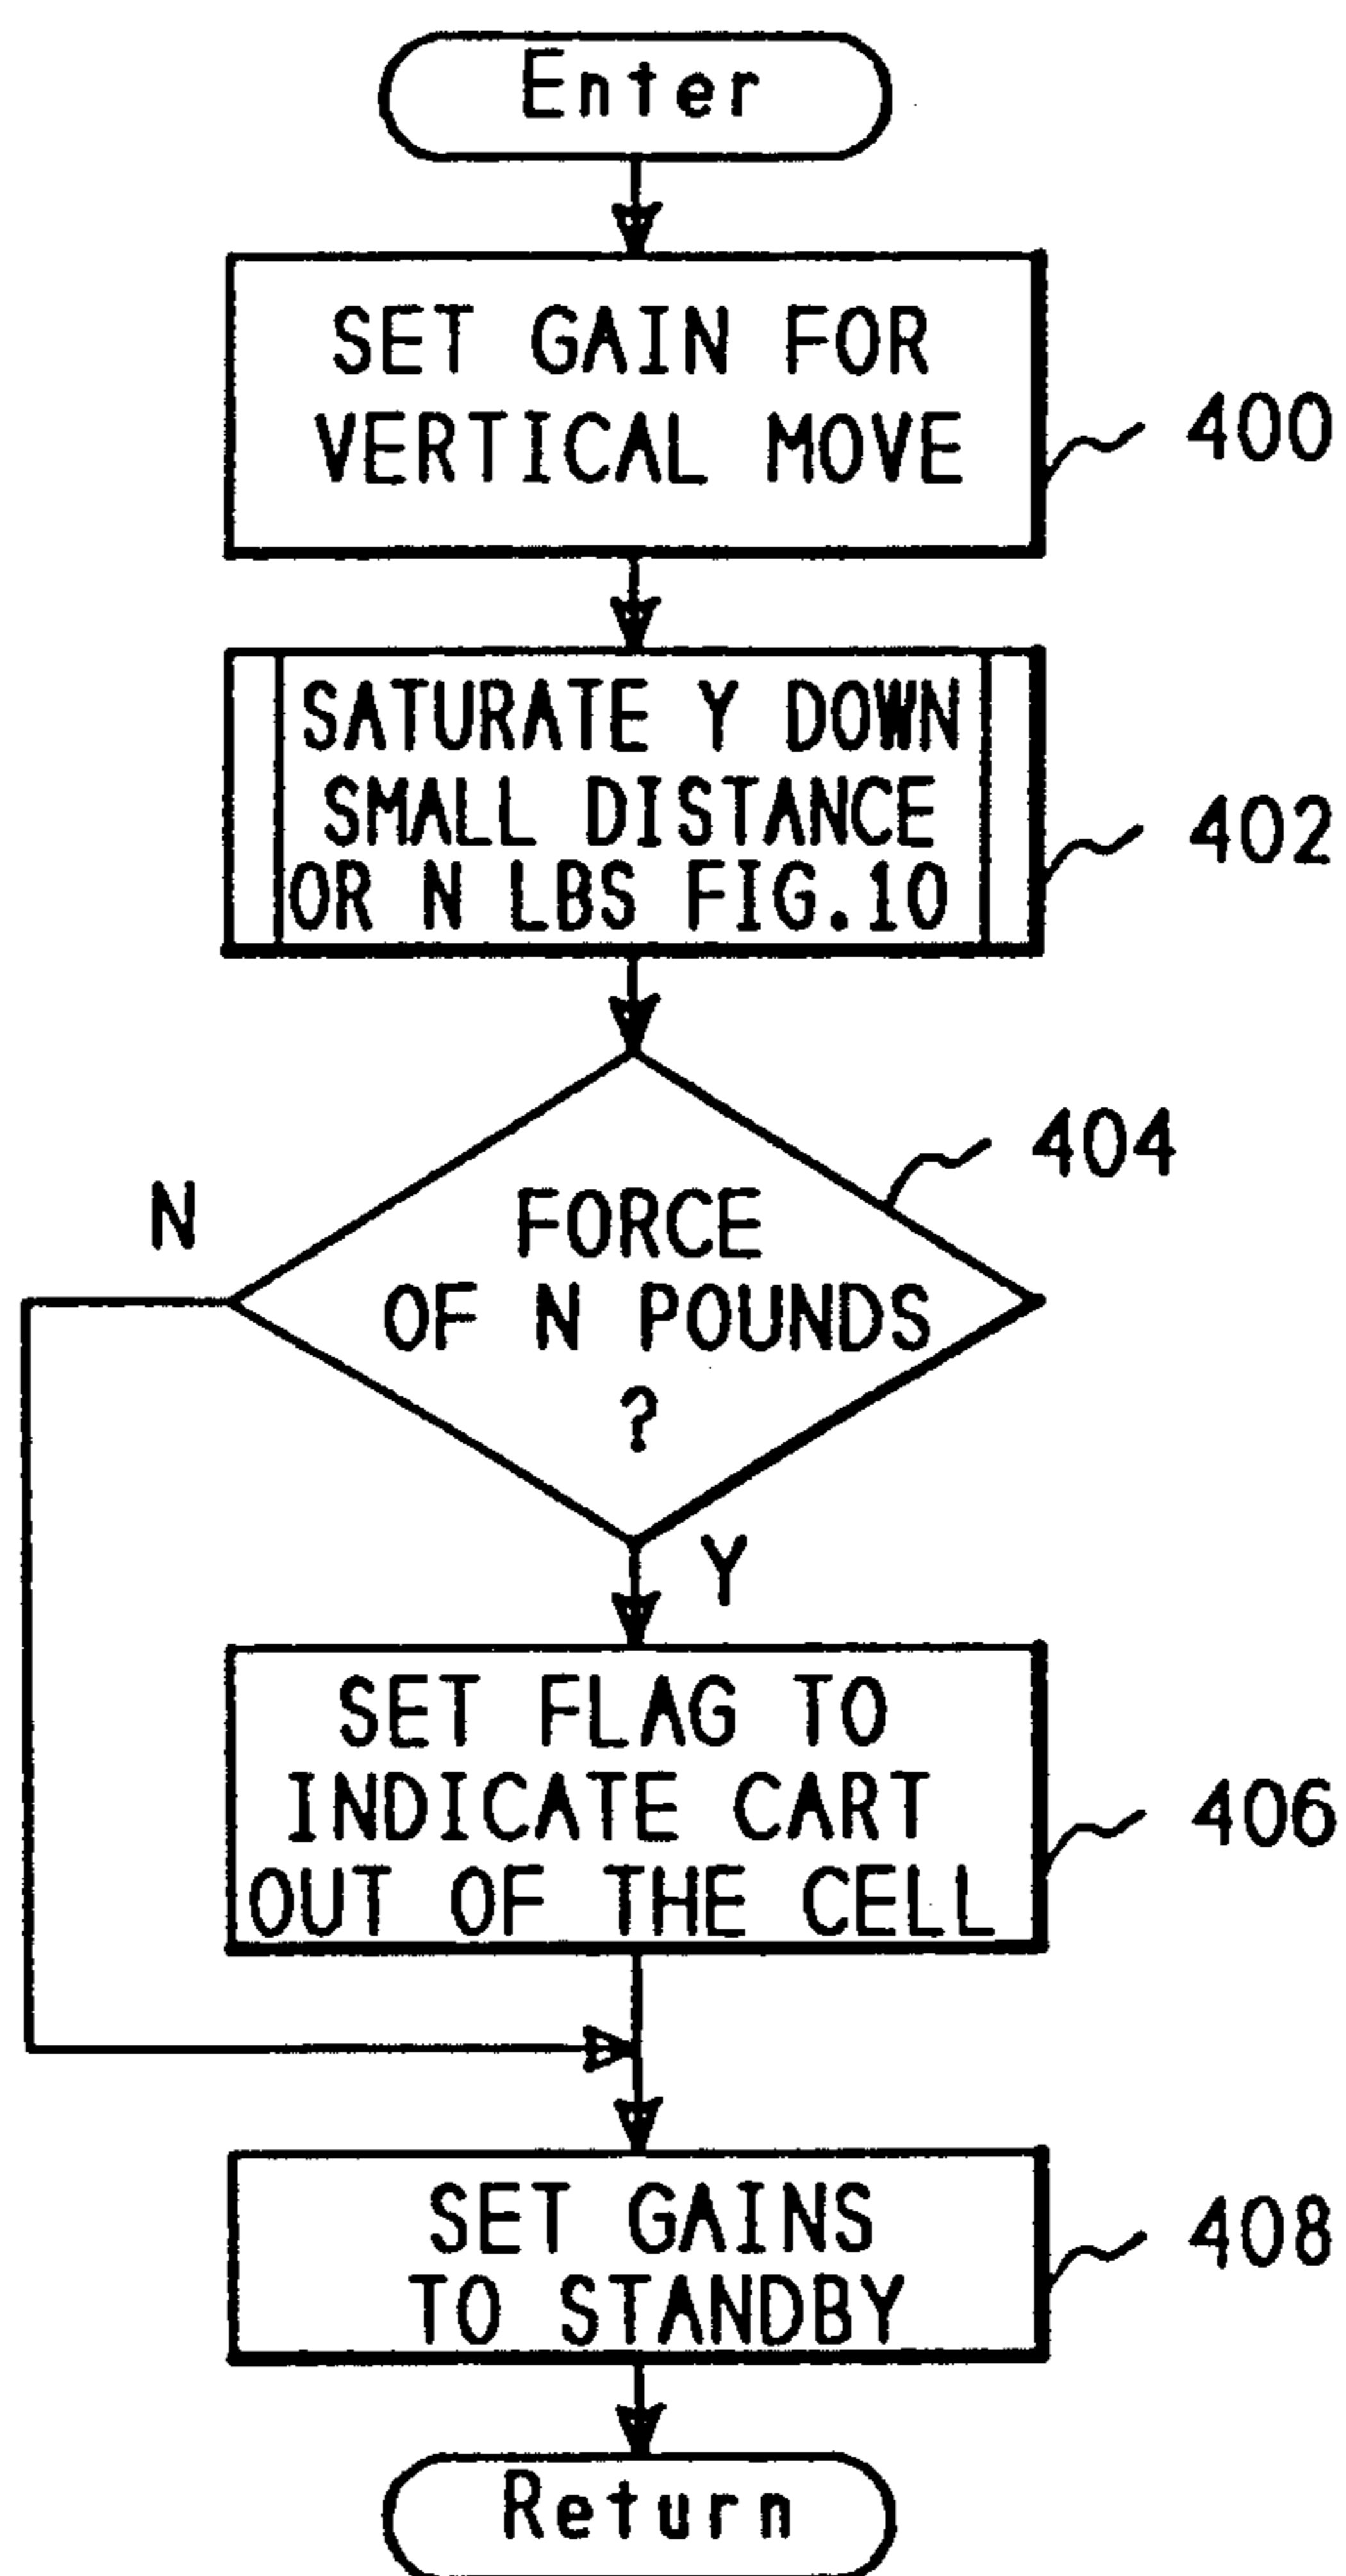 Enter
SET GAIN FOR
VERTICAL MOVE
400
SATURATE Y DOWN
SMALL DISTANCE
OR N LBS FIG.10
402
404
N
FORCE
OF N POUNDS
?
Y
SET FLAG TO
INDICATE CART
OUT OF THE CELL
406
SET GAINS
TO STANDBY
408
Return